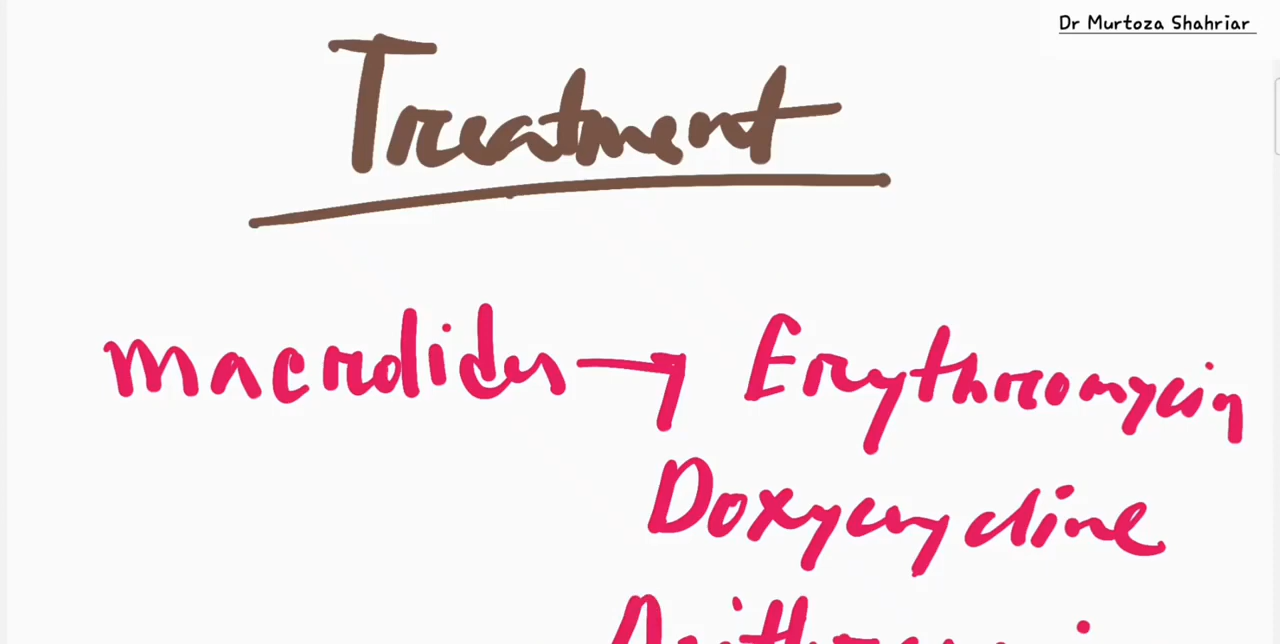 Dr Murtoza Shahriar
Treatment
Macrolides → Erythromycin
Doxycycline